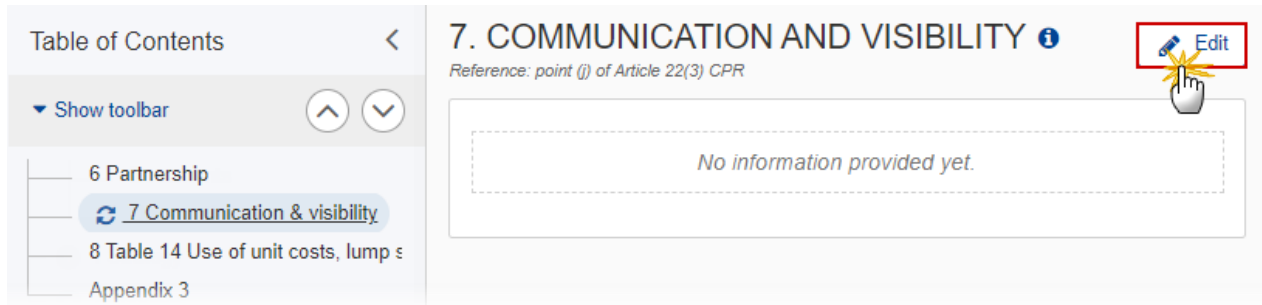 Table of Contents
Show toolbar
6 Partnership
7 Communication & visibility
8 Table 14 Use of unit costs, lump s
Appendix 3
7. COMMUNICATION AND VISIBILITY
Edit
Reference: point (j) of Article 22(3) CPR
No information provided yet.